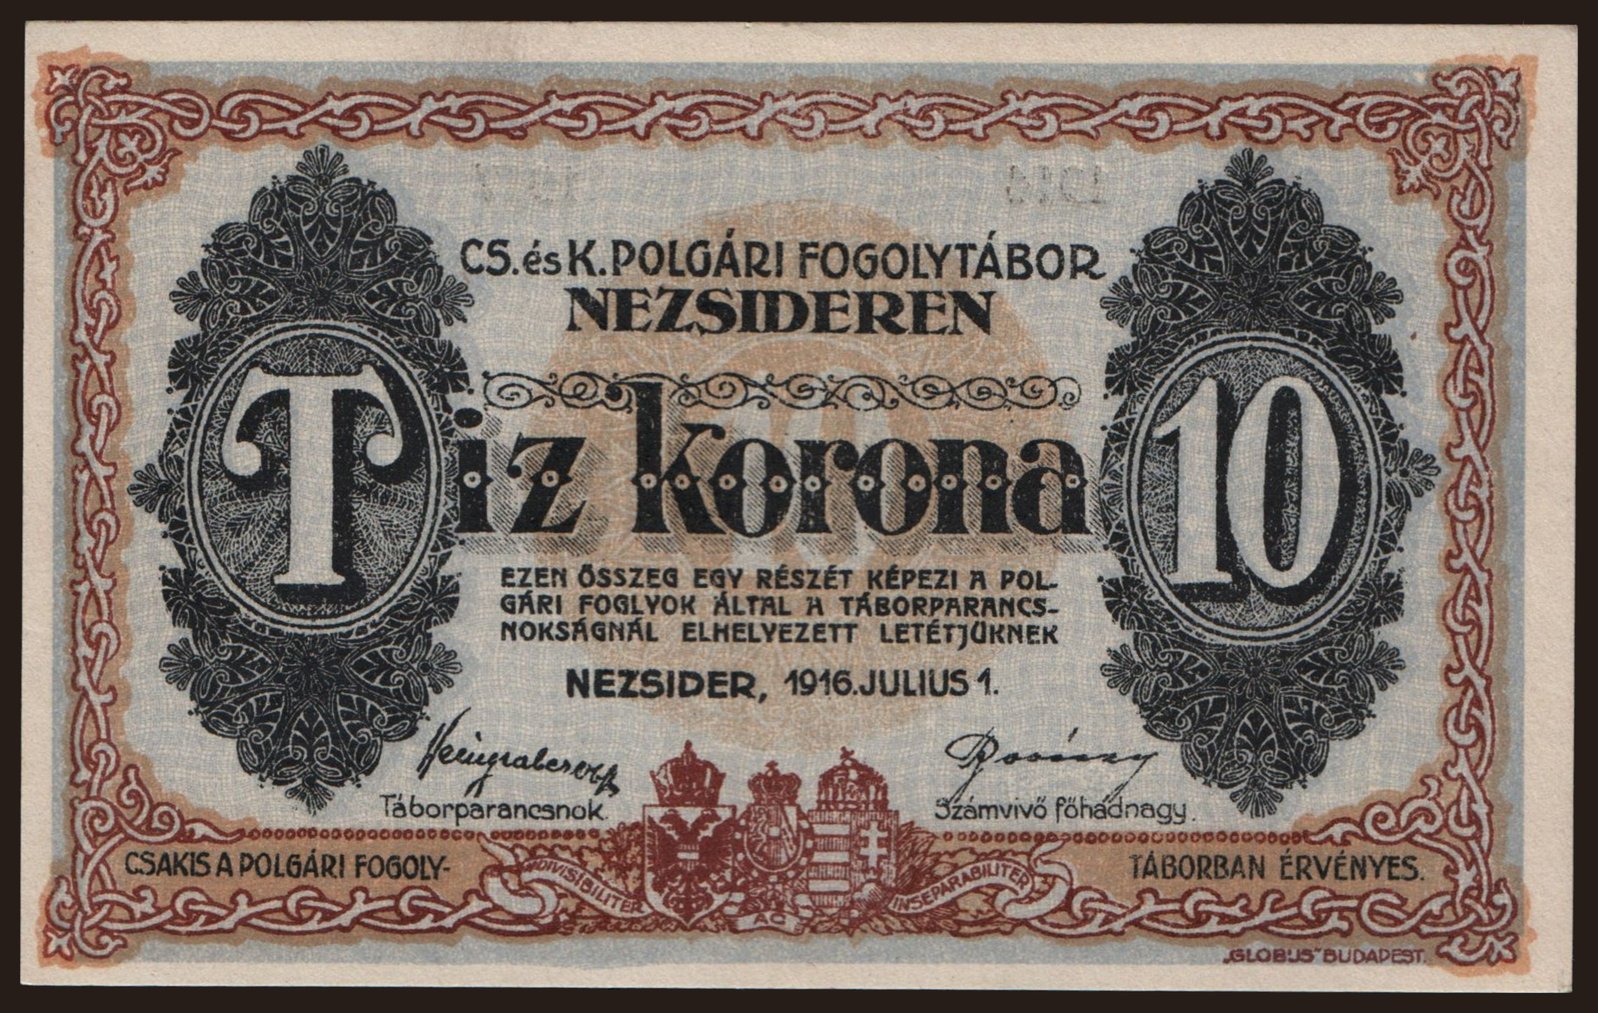 CS. és K. POLGÁRI FOGOLYTÁBOR
NEZSIDEREN
Tiz korona
10
EZEN ÖSSZEG EGY RÉSZÉT KÉPEZI A POL-
GÁRI FOGLYOK ÁLTAL A TÁBORPARANCS-
NOKSÁGNÁL ELHELYEZETT LETÉTJÜKNEK
NEZSIDER, 1916. JULIUS 1.
Táborparancsnok.
Számvivő főhadnagy.
CSAKIS A POLGÁRI FOGOLY-
TÁBORBAN ÉRVÉNYES.
INDIVISIBILITER AC INSEPARABILITER
„GLOBUS" BUDAPEST.